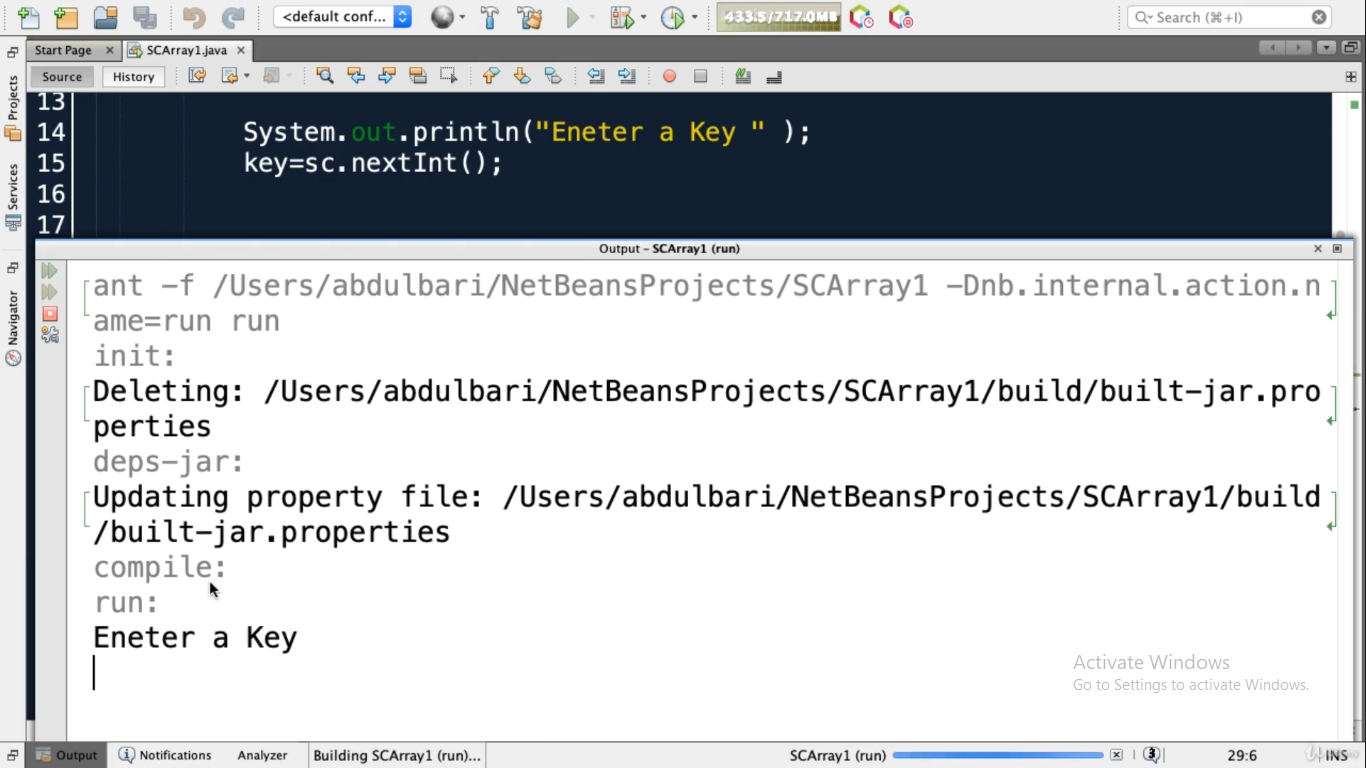 <default conf...
433.5/717.0MB
Search (⌘+I)
Start Page
SCArray1.java
Source
History
Projects
Services
Navigator
13
14 System.out.println("Eneter a Key " );
15 key=sc.nextInt();
16
17
Output - SCArray1 (run)
ant -f /Users/abdulbari/NetBeansProjects/SCArray1 -Dnb.internal.action.n
ame=run run
init:
Deleting: /Users/abdulbari/NetBeansProjects/SCArray1/build/built-jar.pro
perties
deps-jar:
Updating property file: /Users/abdulbari/NetBeansProjects/SCArray1/build
/built-jar.properties
compile:
run:
Eneter a Key
Activate Windows
Go to Settings to activate Windows.
Output
Notifications
Analyzer
Building SCArray1 (run)...
SCArray1 (run)
3
29:6
INS